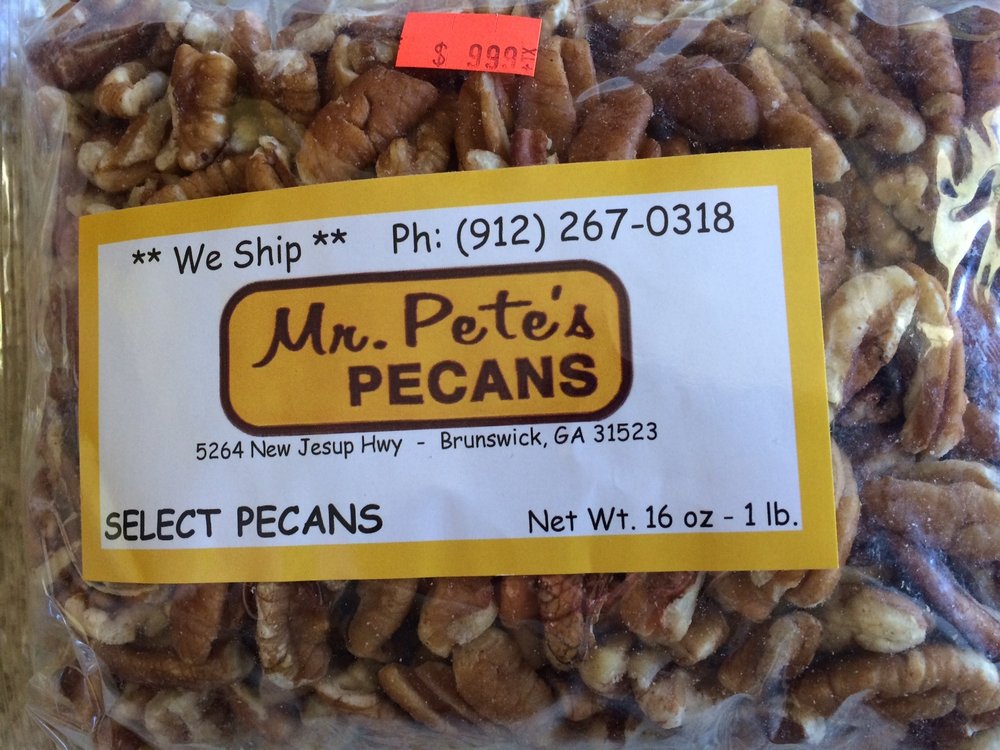 $ 999 +TX
** We Ship ** Ph: (912) 267-0318
Mr. Pete's
PECANS
5264 New Jesup Hwy - Brunswick, GA 31523
SELECT PECANS Net Wt. 16 oz - 1 lb.